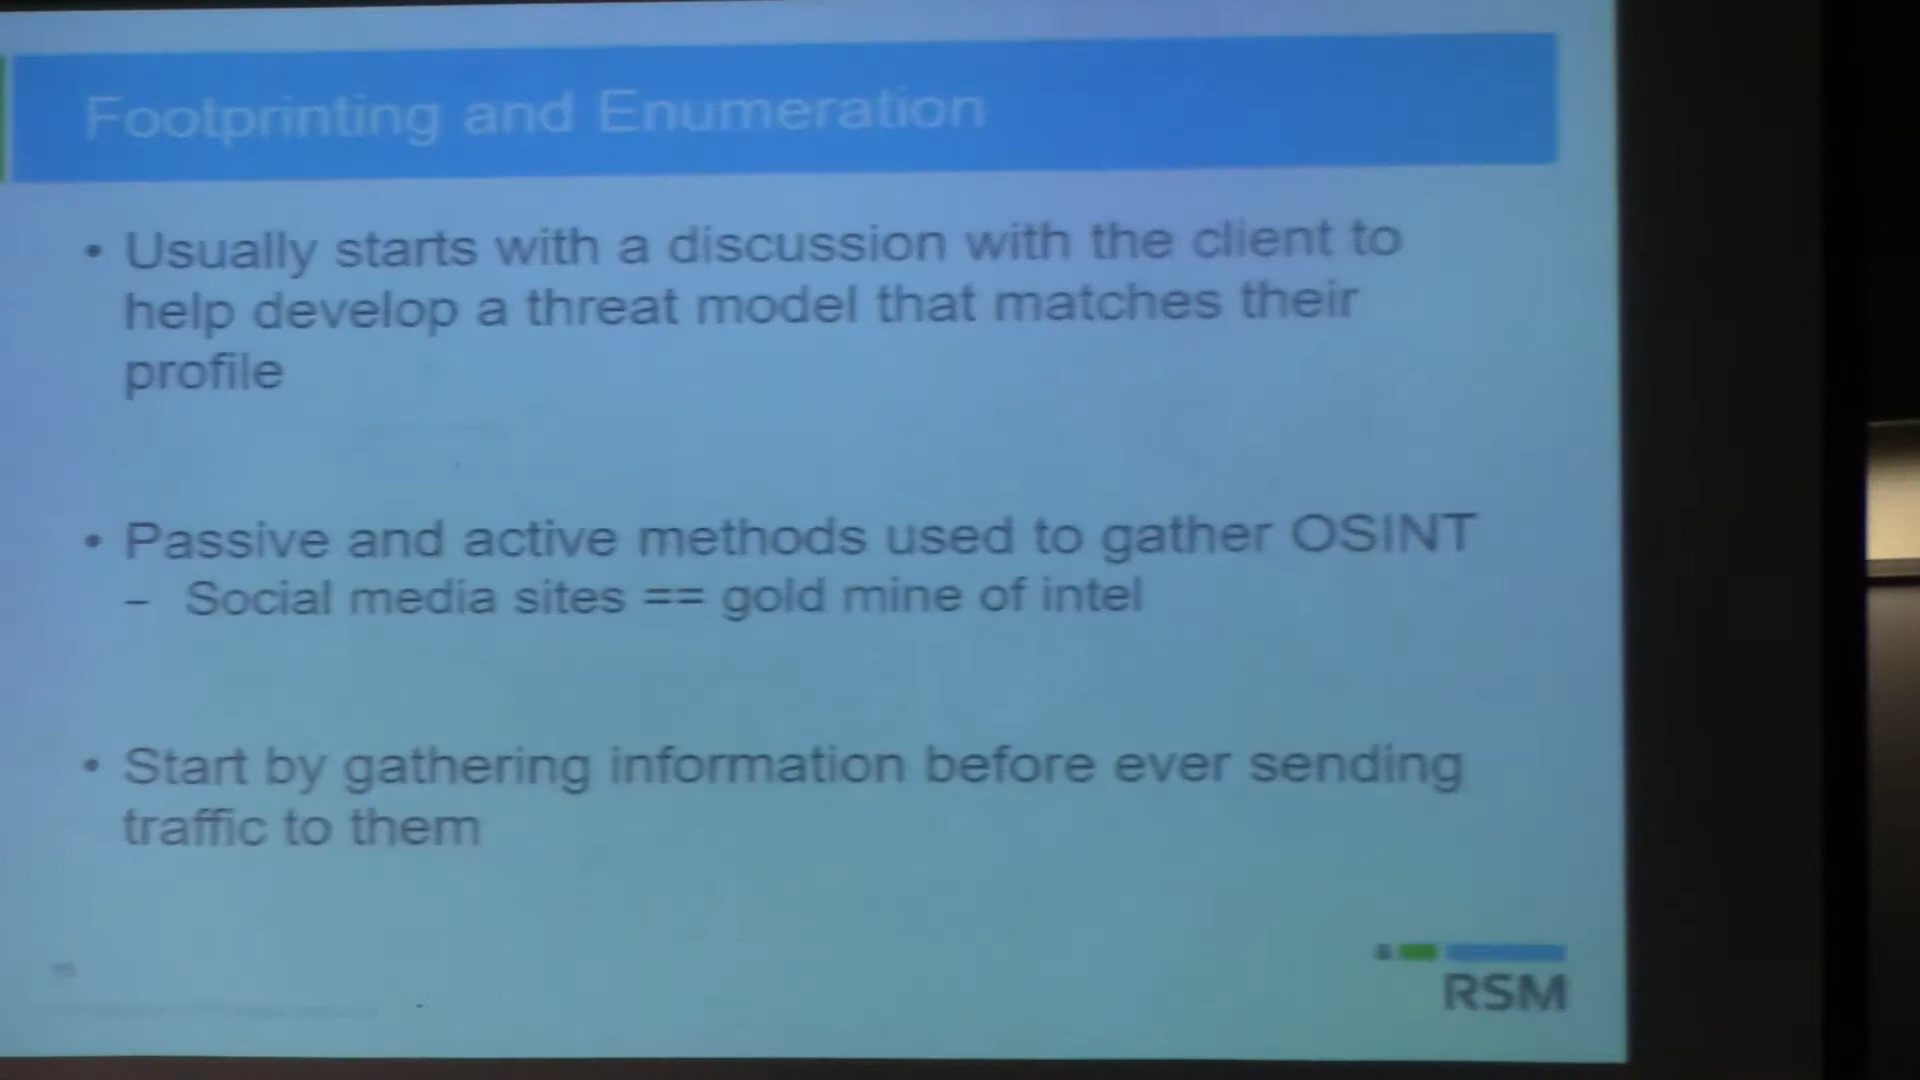 Footprinting and Enumeration
• Usually starts with a discussion with the client to
help develop a threat model that matches their
profile
• Passive and active methods used to gather OSINT
– Social media sites == gold mine of intel
• Start by gathering information before ever sending
traffic to them
RSM